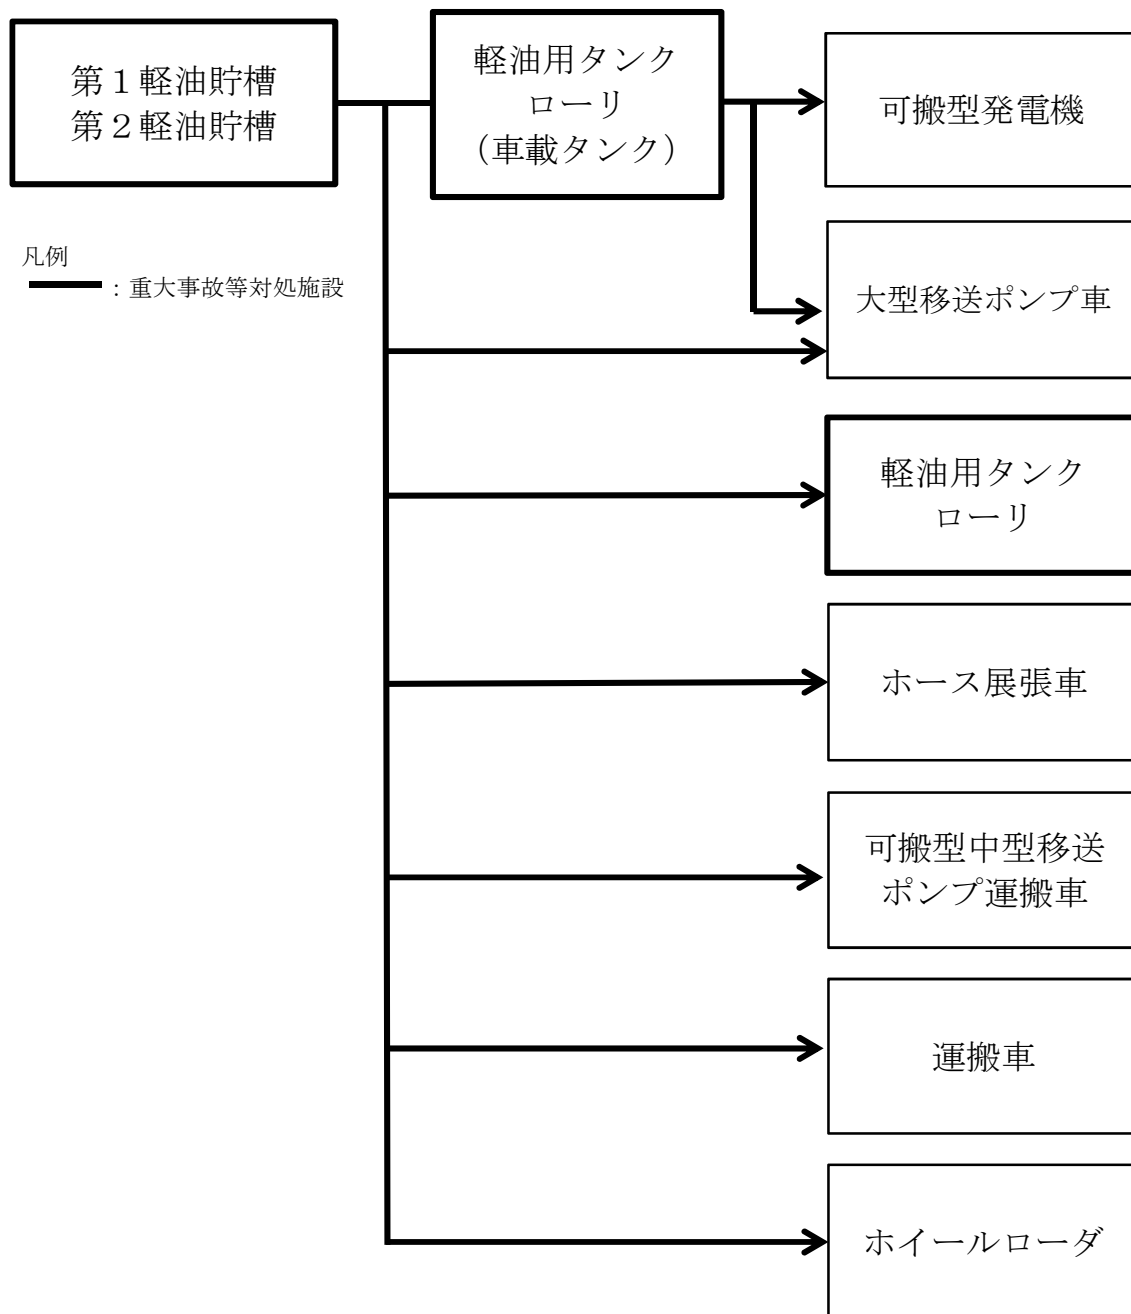 第１軽油貯槽
第２軽油貯槽
軽油用タンク
ローリ
（車載タンク）
可搬型発電機
凡例
：重大事故等対処施設
大型移送ポンプ車
軽油用タンク
ローリ
ホース展張車
可搬型中型移送
ポンプ運搬車
運搬車
ホイールローダ